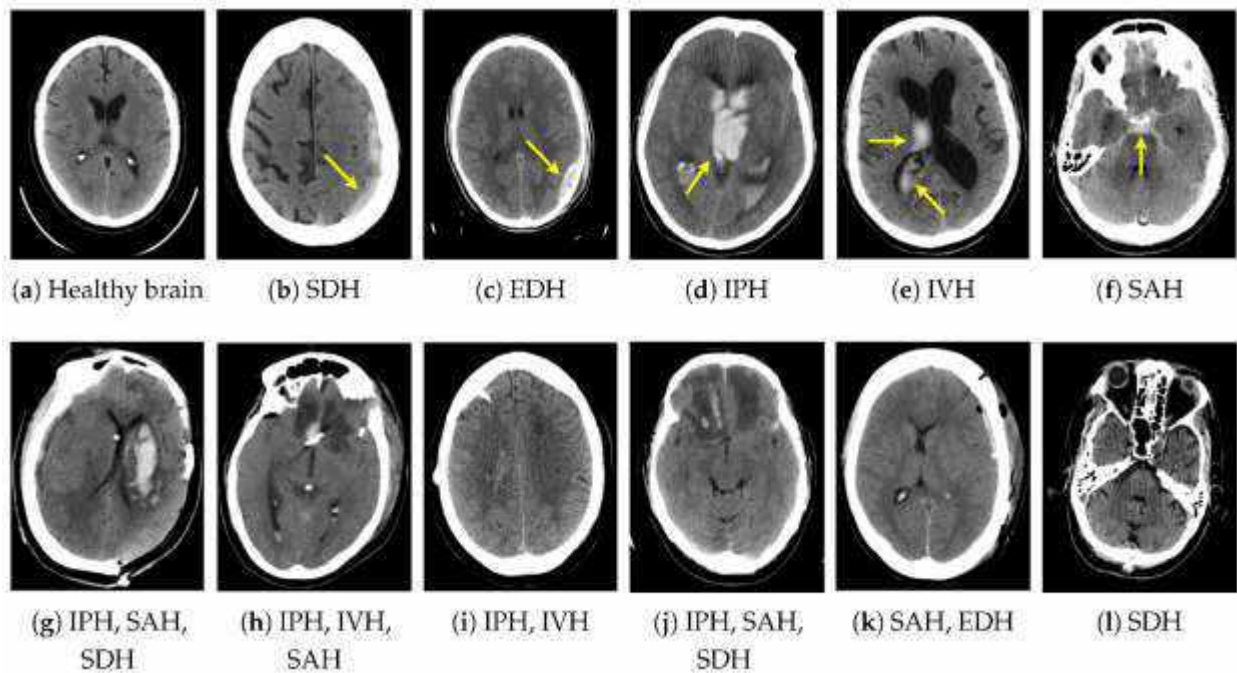 (a) Healthy brain
(b) SDH
(c) EDH
(d) IPH
(e) IVH
(f) SAH
(g) IPH, SAH,
SDH
(h) IPH, IVH,
SAH
(i) IPH, IVH
(j) IPH, SAH,
SDH
(k) SAH, EDH
(l) SDH